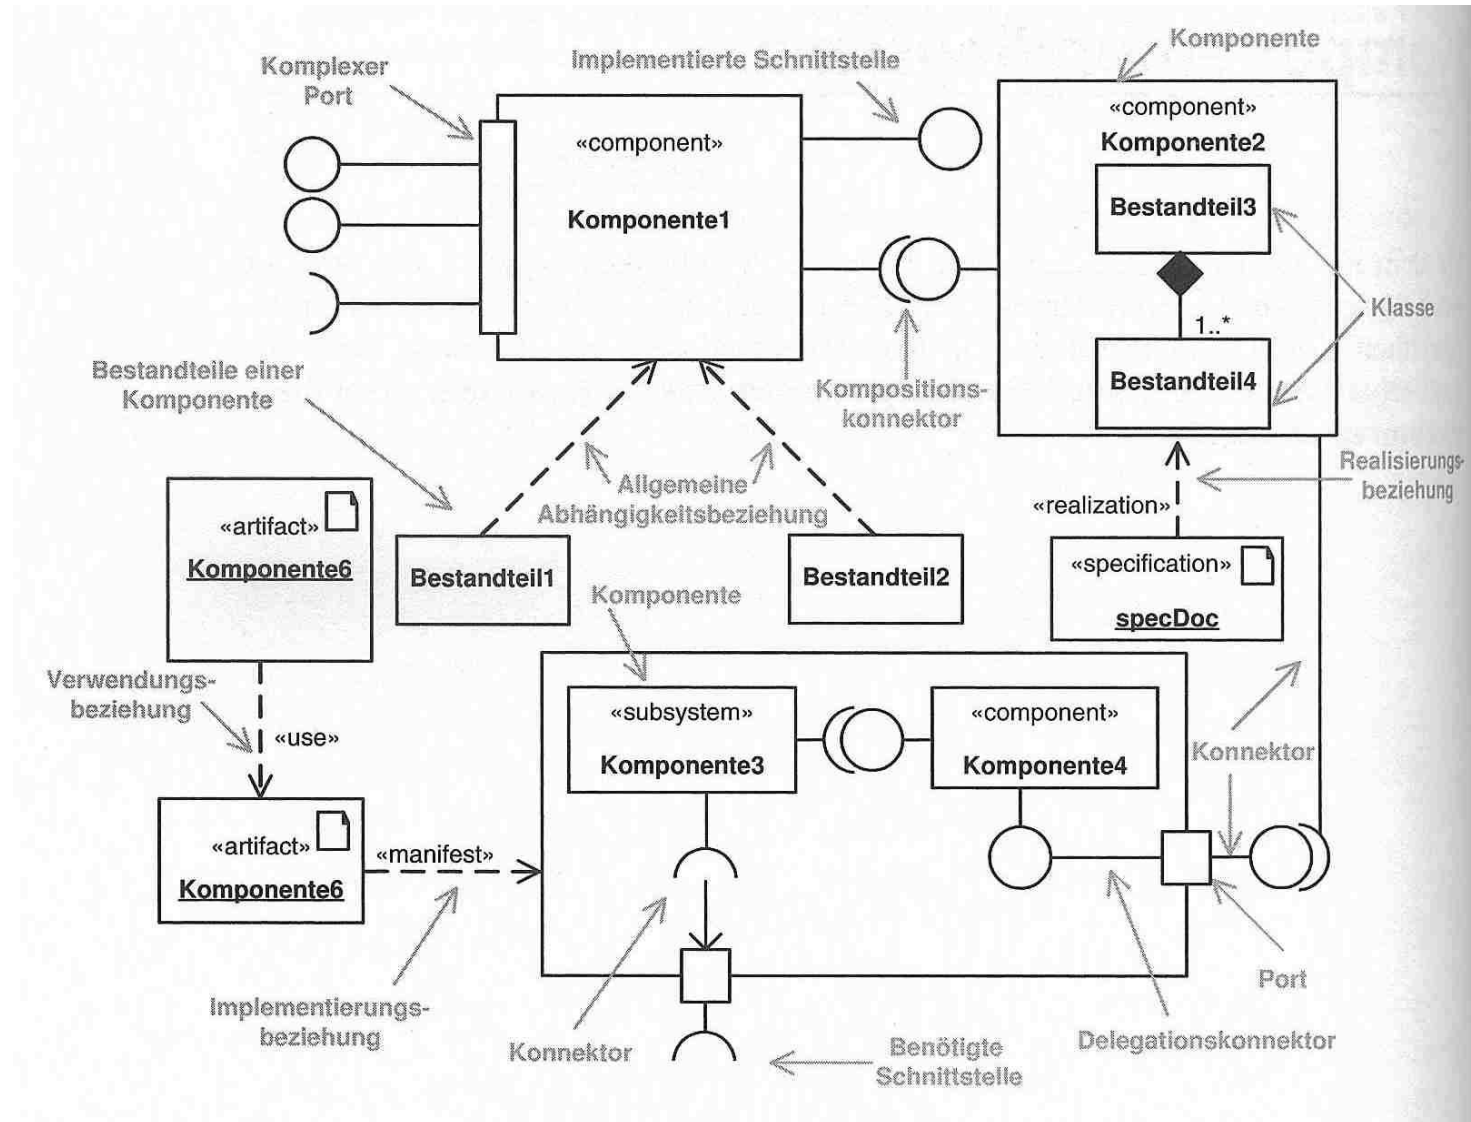 Komponente
Implementierte Schnittstelle
Komplexer
Port
«component»
Komponente2
«component»
Komponente1
Bestandteil3
Klasse
1..*
Bestandteil4
Bestandteile einer
Komponente
Kompositions-
konnektor
Realisierungs-
beziehung
Allgemeine
Abhängigkeitsbeziehung
«realization»
«artifact»
Komponente6
Bestandteil1
Bestandteil2
«specification»
specDoc
Komponente
Verwendungs-
beziehung
«use»
«subsystem»
Komponente3
«component»
Komponente4
Konnektor
«artifact»
Komponente6
«manifest»
Port
Implementierungs-
beziehung
Konnektor
Benötigte
Schnittstelle
Delegationskonnektor